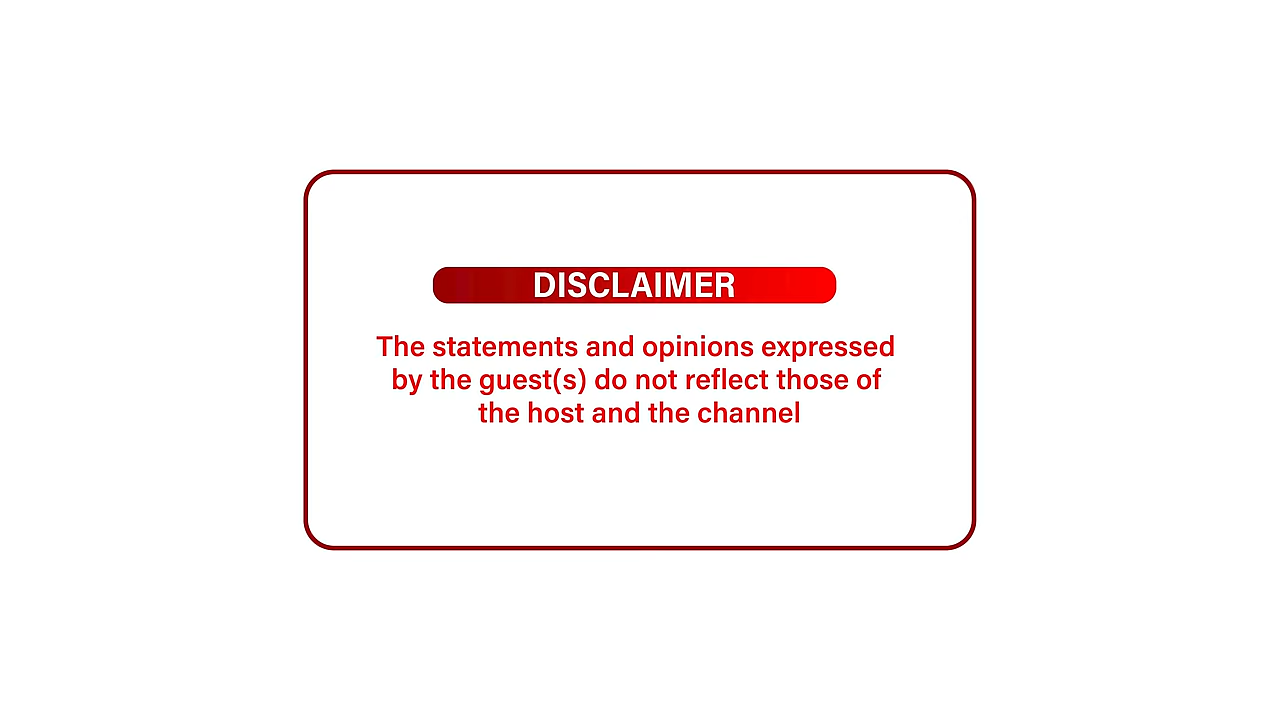 DISCLAIMER
The statements and opinions expressed
by the guest(s) do not reflect those of
the host and the channel